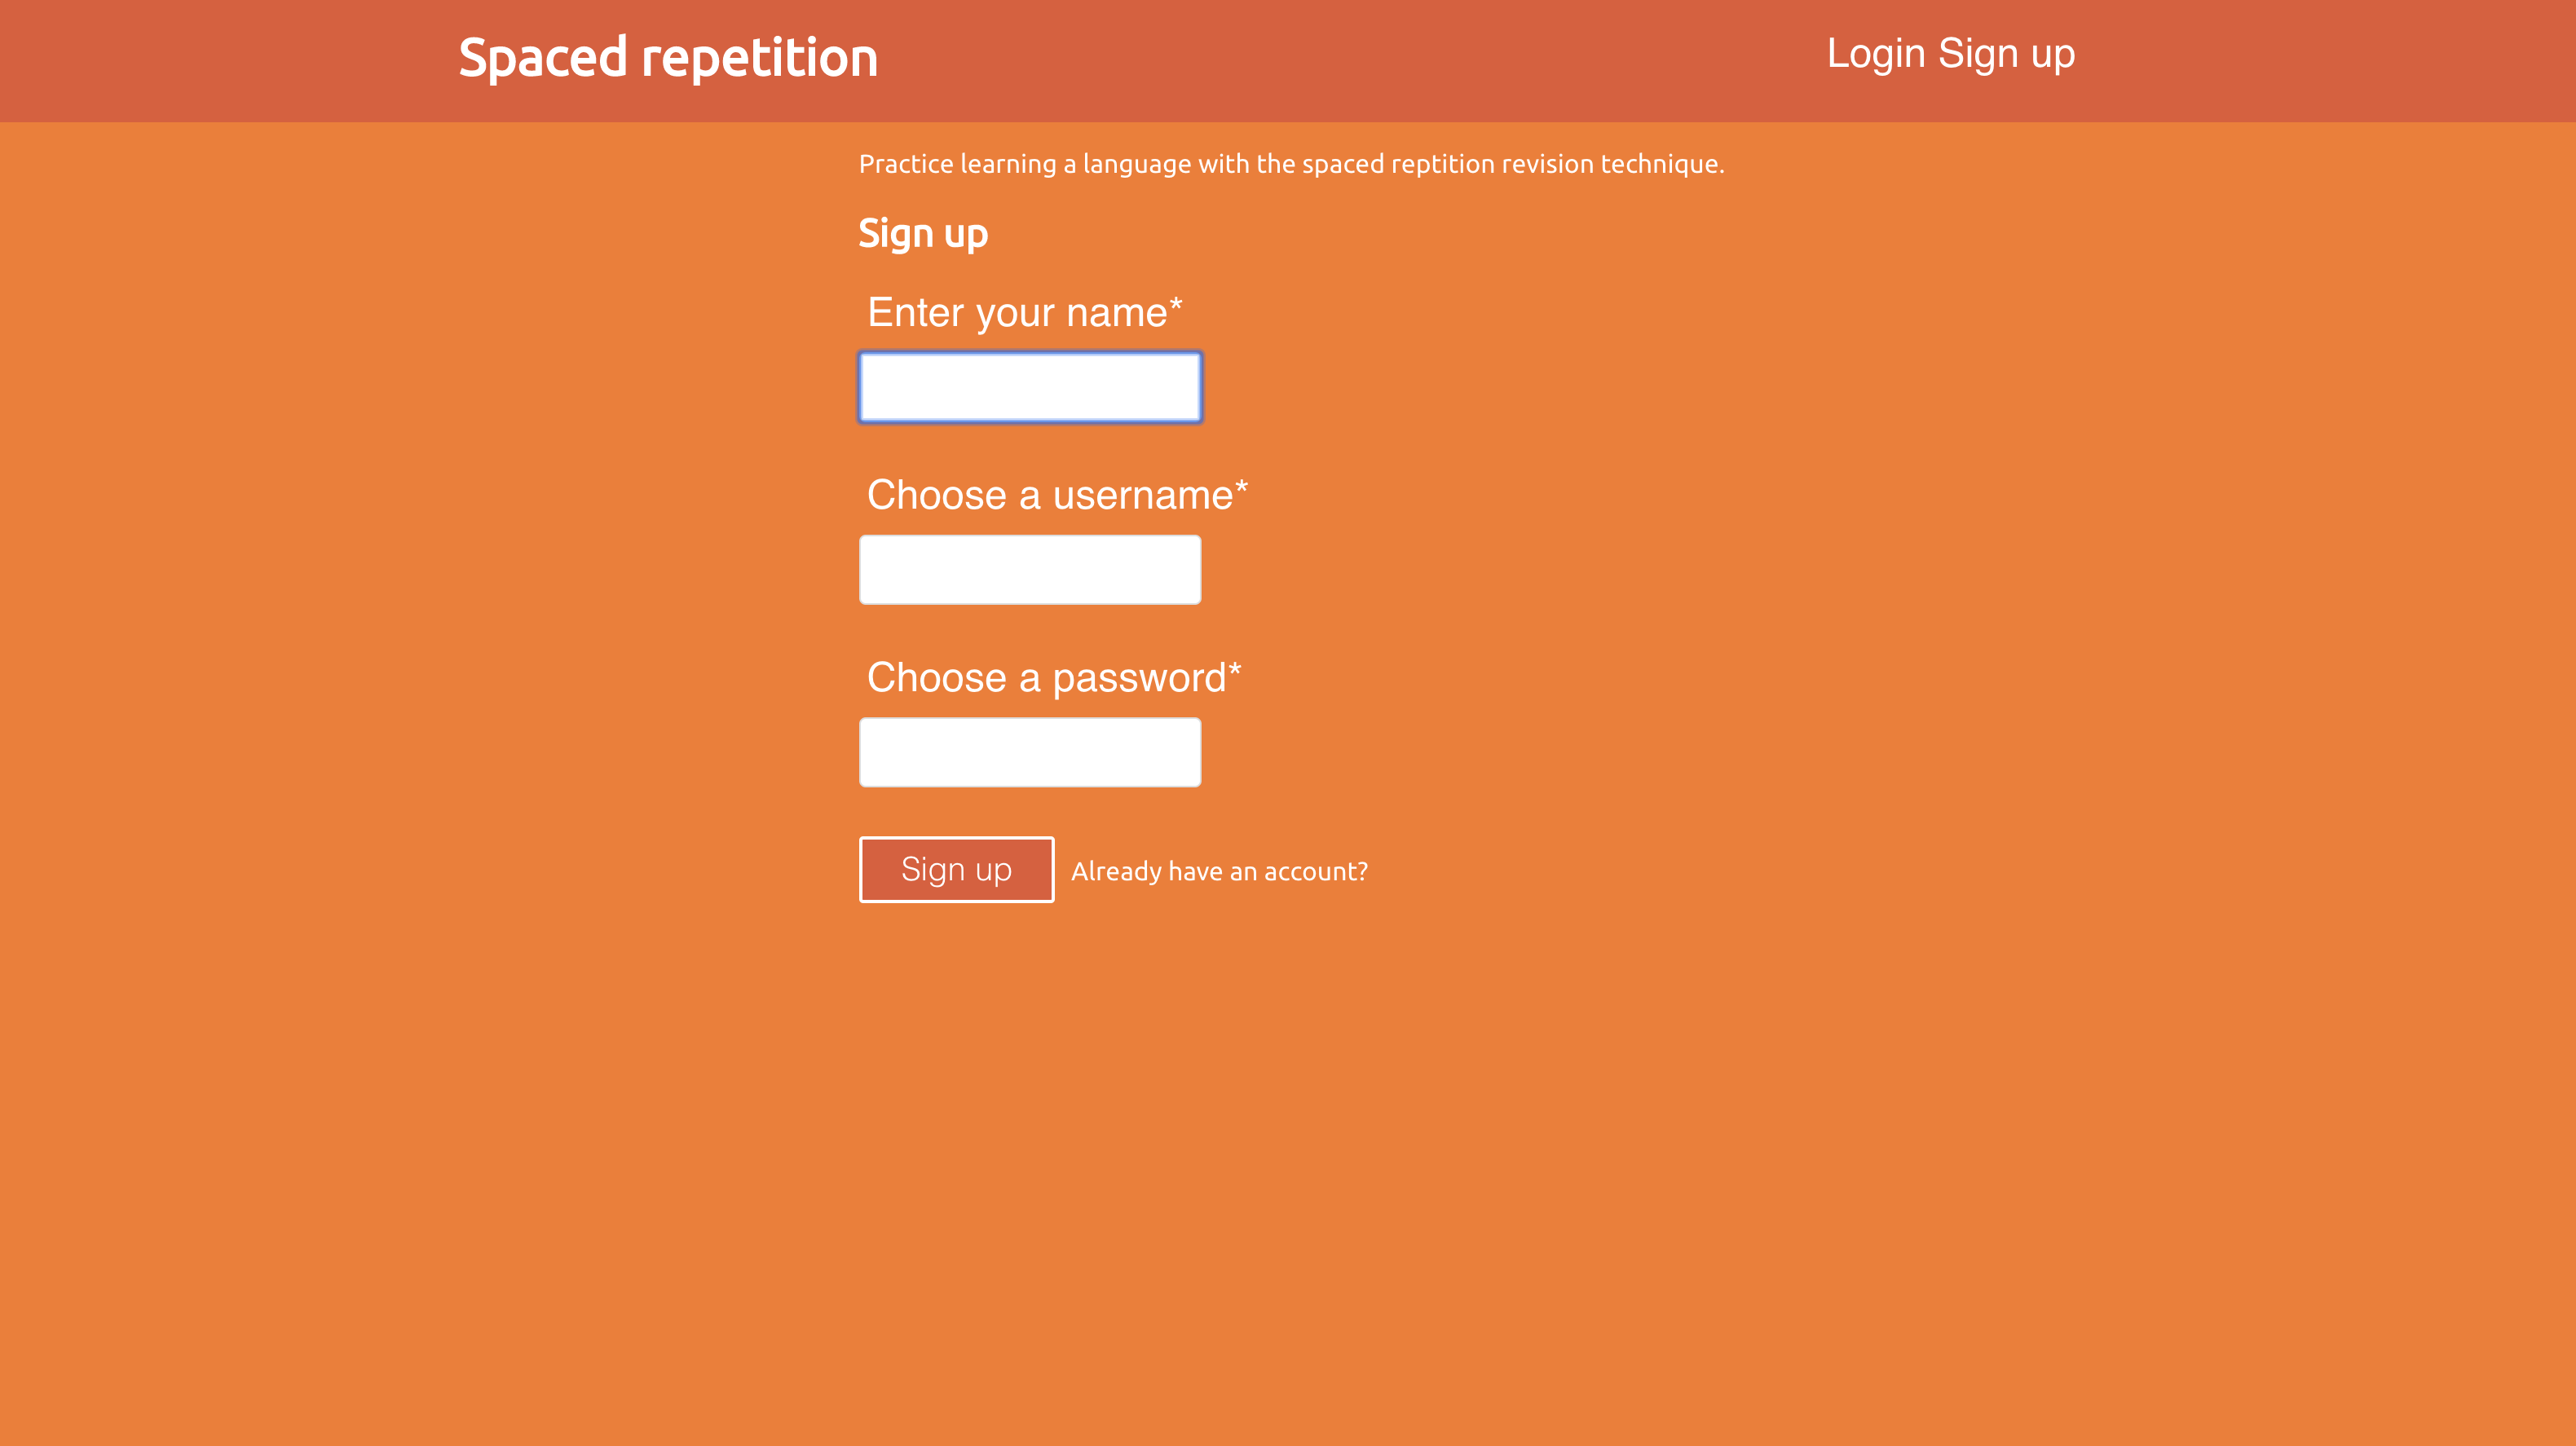 Spaced repetition
Login Sign up
Practice learning a language with the spaced reptition revision technique.
Sign up
Enter your name*
Choose a username*
Choose a password*
Sign up
Already have an account?